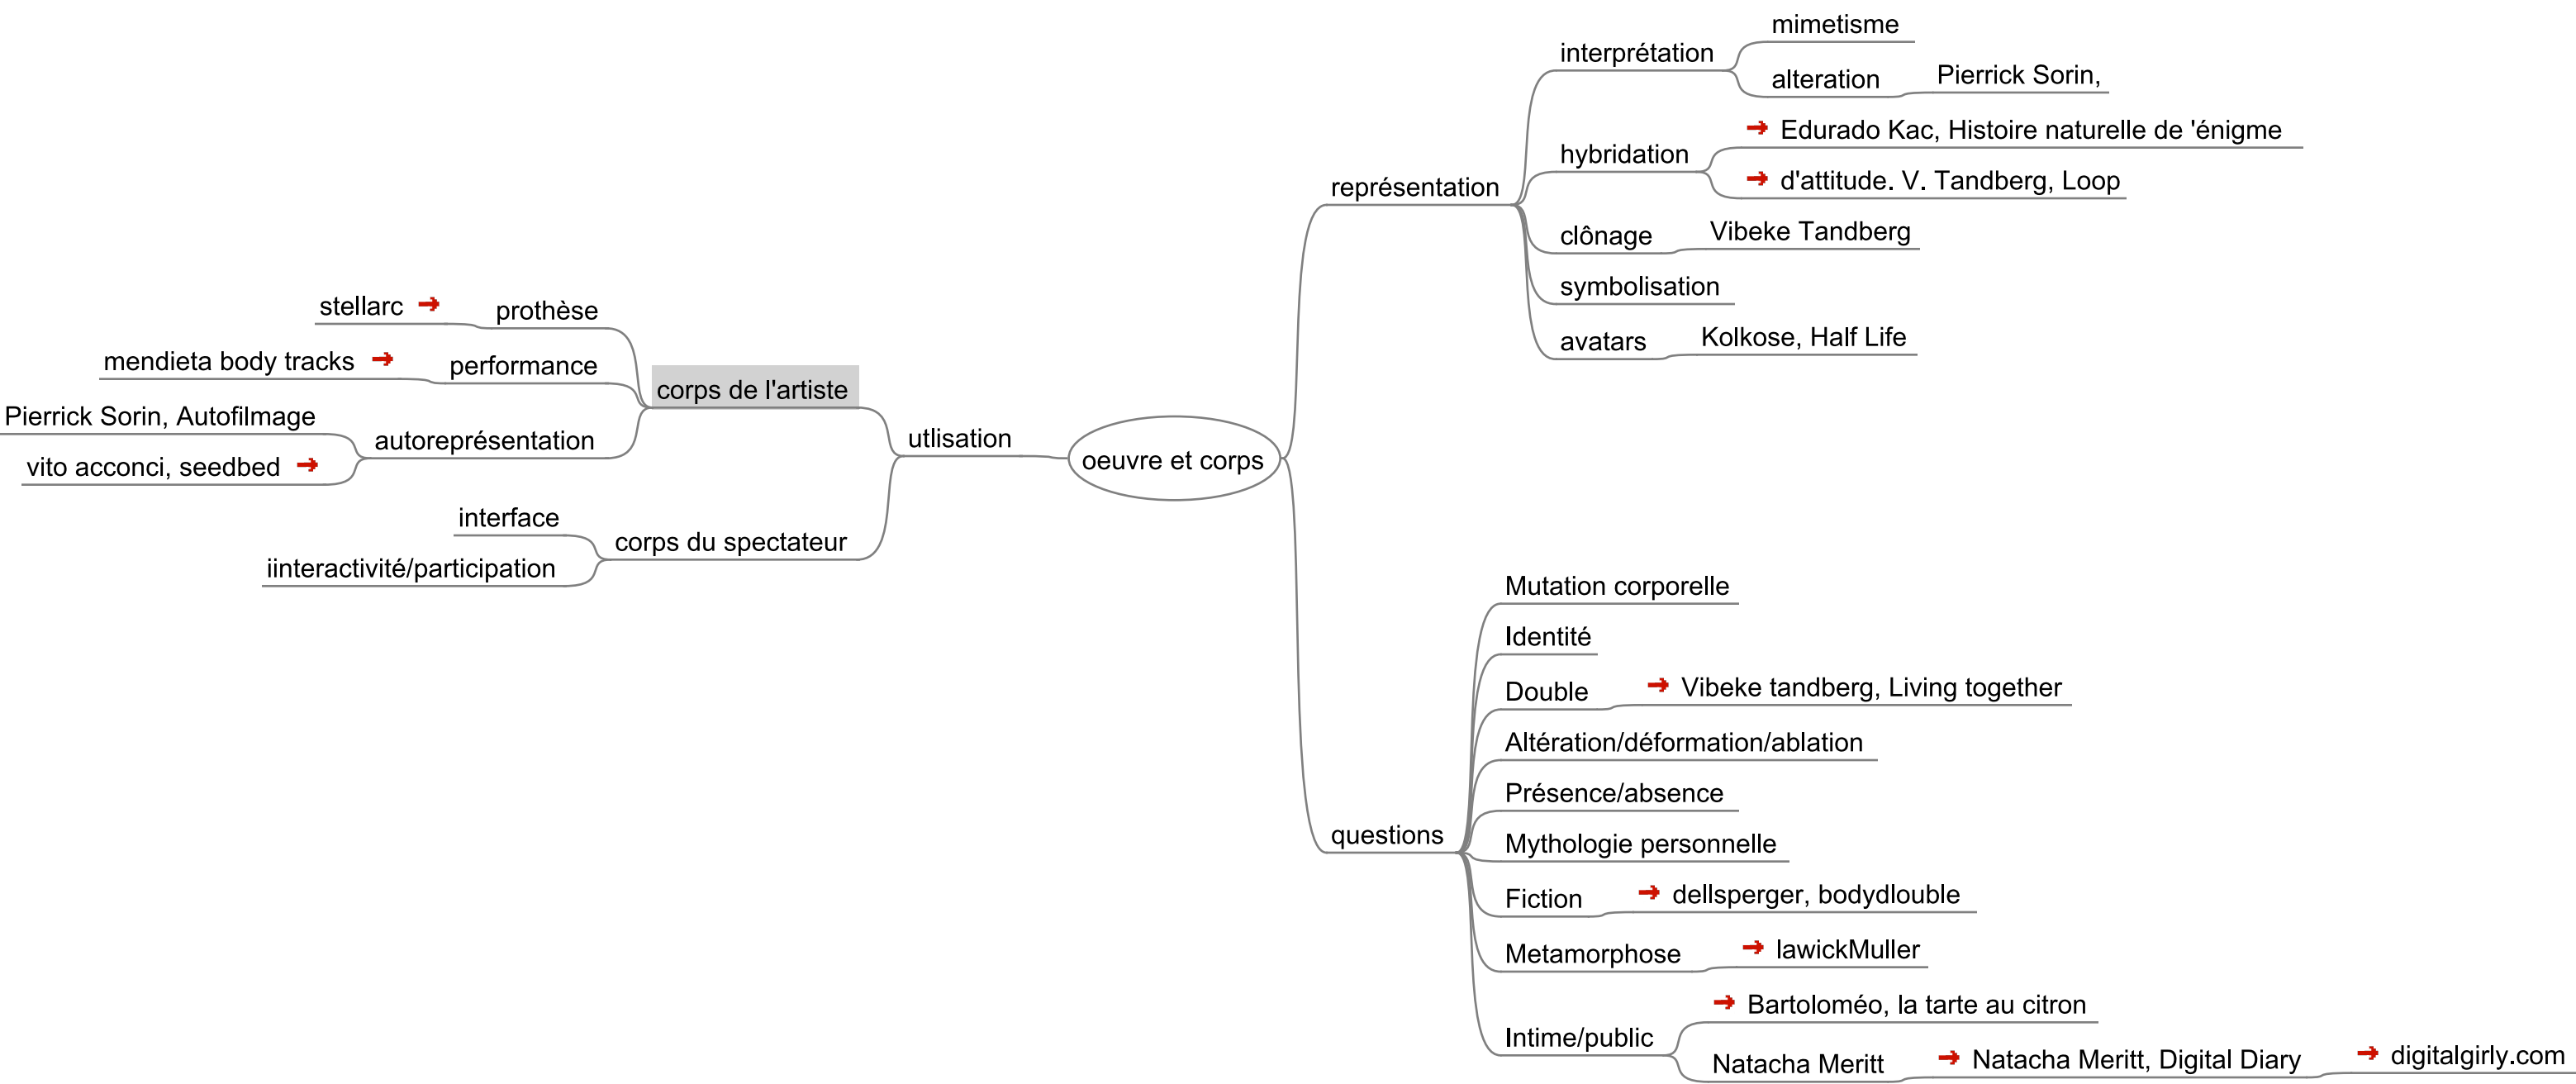 oeuvre et corps
utlisation
corps de l'artiste
prothèse
stellarc
performance
mendieta body tracks
autoreprésentation
Pierrick Sorin, Autofilmage
vito acconci, seedbed
corps du spectateur
interface
iinteractivité/participation
représentation
interprétation
mimetisme
alteration
Pierrick Sorin,
hybridation
Edurado Kac, Histoire naturelle de 'énigme
d'attitude. V. Tandberg, Loop
clônage
Vibeke Tandberg
symbolisation
avatars
Kolkose, Half Life
questions
Mutation corporelle
Identité
Double
Vibeke tandberg, Living together
Altération/déformation/ablation
Présence/absence
Mythologie personnelle
Fiction
dellsperger, bodydlouble
Metamorphose
lawickMuller
Intime/public
Bartoloméo, la tarte au citron
Natacha Meritt
Natacha Meritt, Digital Diary
digitalgirly.com